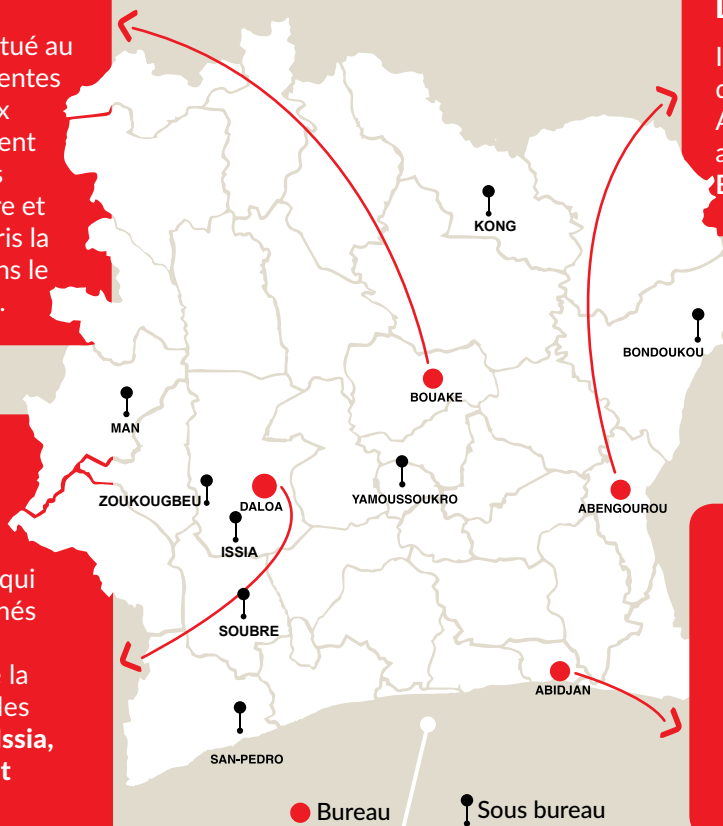 tué au
entes
x
ent
s
e et
ris la
ns le
.
KONG
BONDOUKOU
BOUAKE
MAN
ZOUKOUGBEU
DALOA
YAMOUSSOUKRO
ABENGOUROU
ISSIA
SOUBRE
qui
nés
la
les
ssia,
t
ABIDJAN
SAN-PEDRO
Bureau
Sous bureau